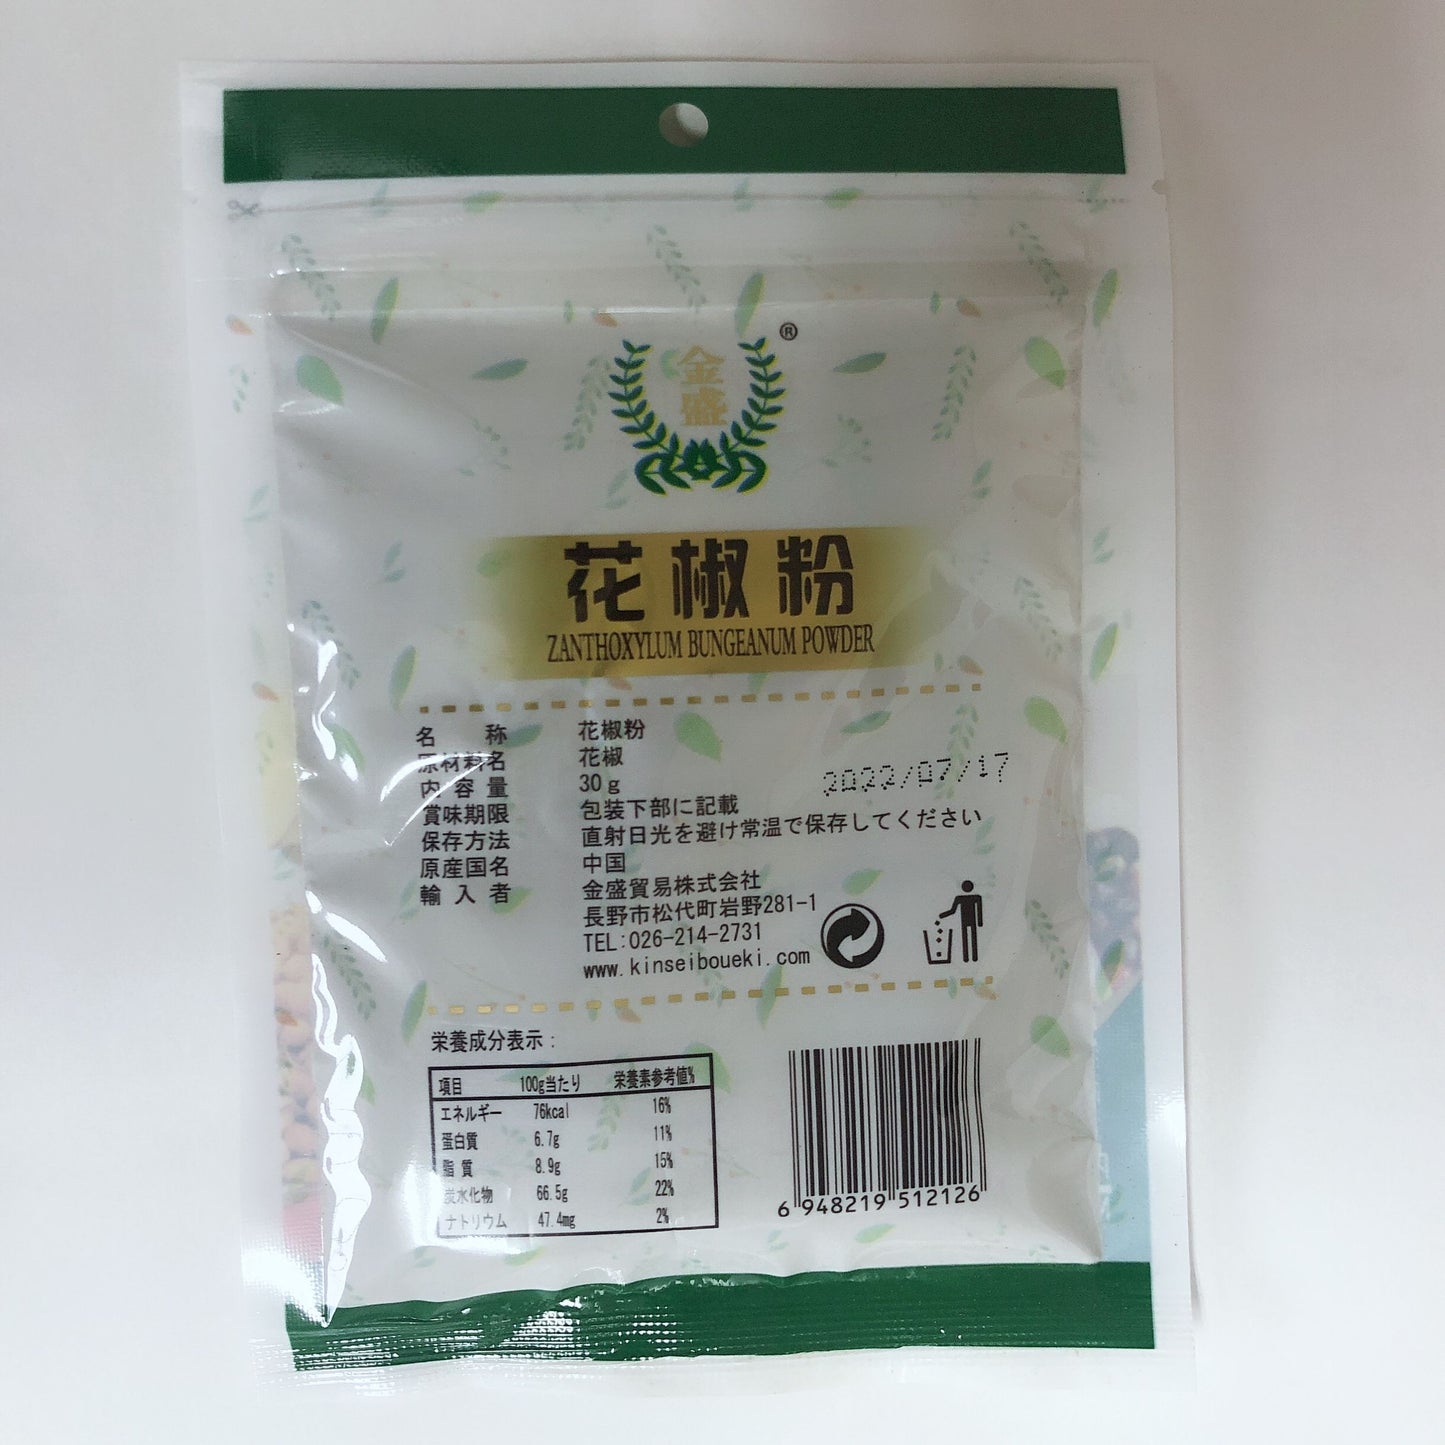 ®
金盛
花椒粉
ZANTHOXYLUM BUNGEANUM POWDER
名称 花椒粉
原材料名 花椒
内容量 30g
2022/07/17
賞味期限 包装下部に記載
保存方法 直射日光を避け常温で保存してください
原産国名 中国
輸入者 金盛貿易株式会社
長野市松代町岩野281-1
TEL:026-214-2731
www.kinseiboueki.com
栄養成分表示:
項目 100g当たり 栄養素参考値%
エネルギー 76kcal 16%
蛋白質 6.7g 11%
脂質 8.9g 15%
炭水化物 66.5g 22%
ナトリウム 47.4mg 2%
6 948219 512126